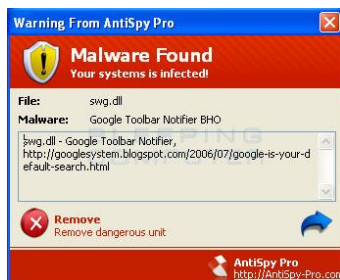 Warning From AntiSpy Pro
Malware Found
Your systems is infected!
File: swg.dll
Malware: Google Toolbar Notifier BHO
swg.dll - Google Toolbar Notifier,
http://googlesystem.blogspot.com/2006/07/google-is-your-d
efault-search.html
BLEEPING
COMPUTER
Remove
Remove dangerous unit
AntiSpy Pro
http://AntiSpy-Pro.com